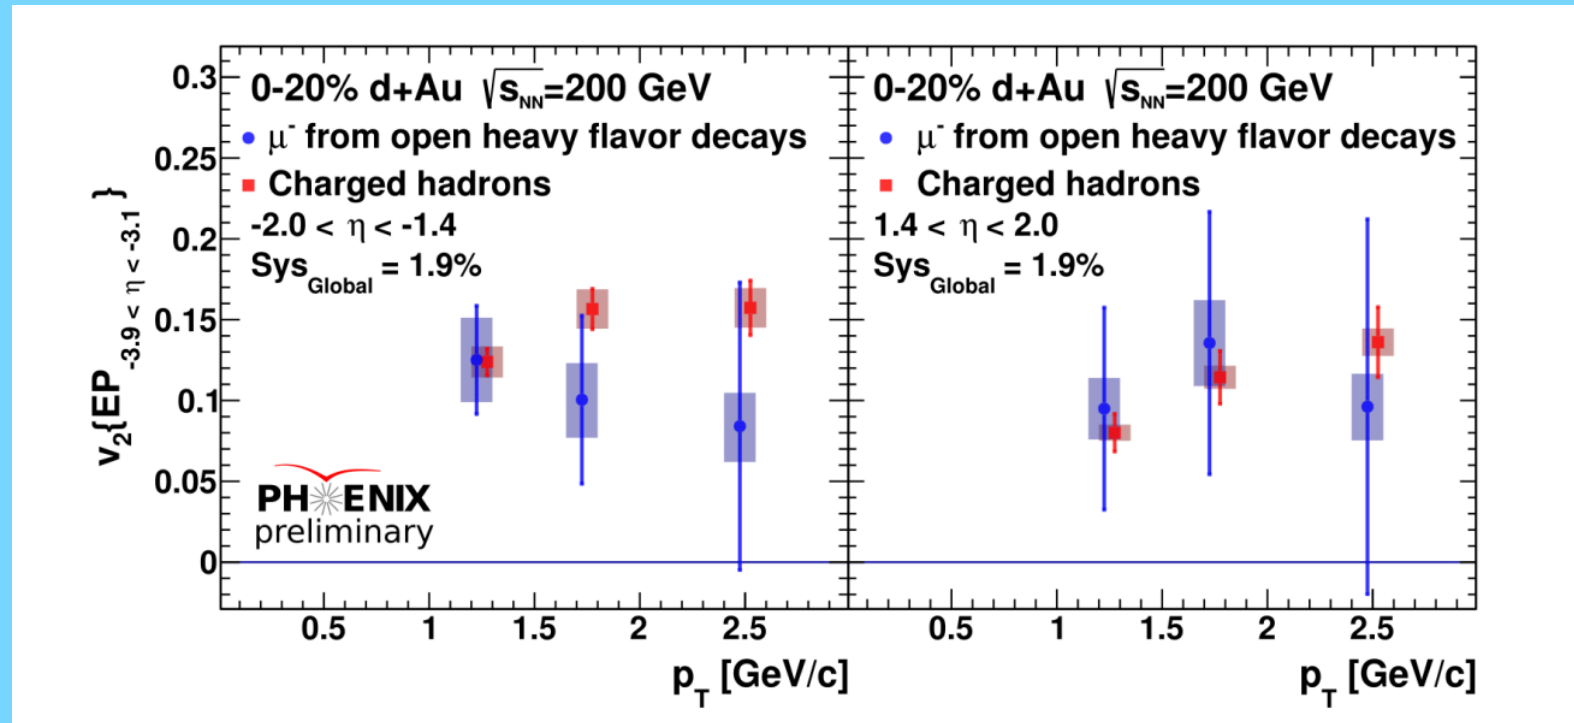 v₂{EP -3.9 < η < -3.1 }
0.3
0.25
0.2
0.15
0.1
0.05
0
0-20% d+Au √sNN=200 GeV
μ- from open heavy flavor decays
Charged hadrons
-2.0 < η < -1.4
SysGlobal = 1.9%
PHENIX
preliminary
0.5 1 1.5 2 2.5
pT [GeV/c]
0-20% d+Au √sNN=200 GeV
μ- from open heavy flavor decays
Charged hadrons
1.4 < η < 2.0
SysGlobal = 1.9%
0.5 1 1.5 2 2.5
pT [GeV/c]